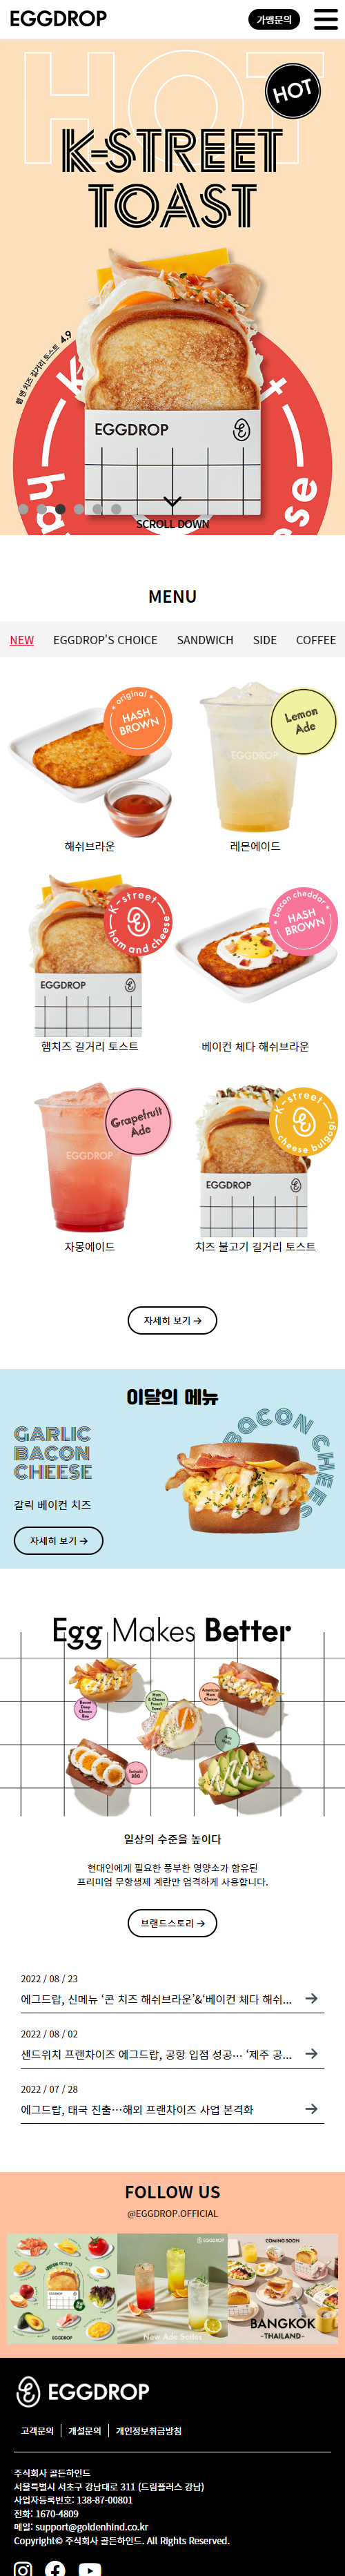 EGGDROP
가맹문의
HOT
HOT
K-STREET
TOAST
햄 앤 치즈 길거리 토스트 4.9
EGGDROP
SCROLL DOWN
MENU
NEW EGGDROP'S CHOICE SANDWICH SIDE COFFEE
original
HASH
BROWN
Lemon
Ade
EGGDROP
해쉬브라운
레몬에이드
K-street
ham and cheese
EGGDROP
bacon cheddar
HASH
BROWN
햄치즈 길거리 토스트
베이컨 체다 해쉬브라운
Grapefruit
Ade
EGGDROP
K-street
cheese bulgogi
EGGDROP
자몽에이드
치즈 불고기 길거리 토스트
자세히 보기 →
이달의 메뉴
GARLIC
BACON
CHEESE
BACON CHEESE
갈릭 베이컨 치즈
자세히 보기 →
Egg Makes Better
American
Ham
Cheese
일상의 수준을 높이다
현대인에게 필요한 풍부한 영양소가 함유된
프리미엄 무항생제 계란만 엄격하게 사용합니다.
브랜드스토리 →
2022 / 08 / 23
에그드랍, 신메뉴 ‘콘 치즈 해쉬브라운’&‘베이컨 체다 해쉬...
2022 / 08 / 02
샌드위치 프랜차이즈 에그드랍, 공항 입점 성공… ‘제주 공...
2022 / 07 / 28
에그드랍, 태국 진출…해외 프랜차이즈 사업 본격화
FOLLOW US
@EGGDROP.OFFICIAL
EGGDROP
New Ade Series
EGGDROP
COMING SOON
BANGKOK
-THAILAND-
EGGDROP
고객문의 개설문의 개인정보취급방침
주식회사 골든하인드
서울특별시 서초구 강남대로 311 (드림플러스 강남)
사업자등록번호: 138-87-00801
전화: 1670-4809
메일: support@goldenhind.co.kr
Copyright© 주식회사 골든하인드. All Rights Reserved.